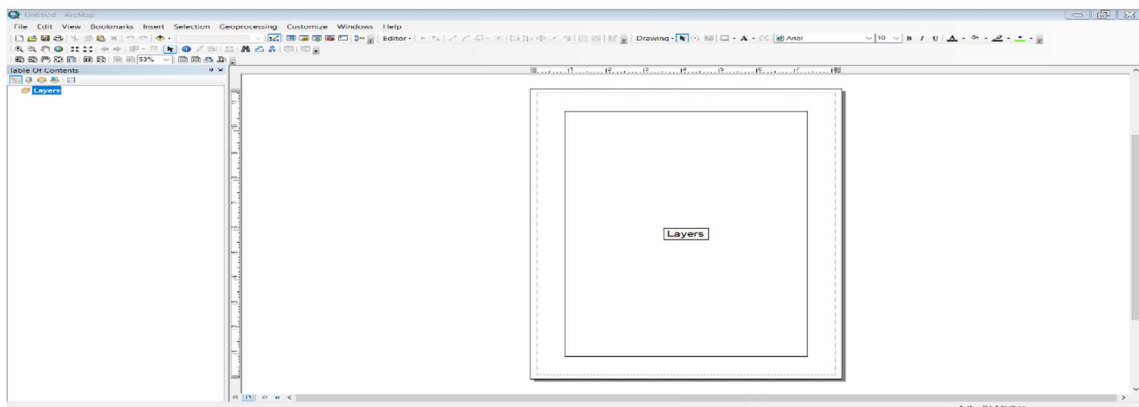 Untitled - ArcMap
File Edit View Bookmarks Insert Selection Geoprocessing Customize Windows Help
Editor Drawing A Arial 10 B I U A
53%
Table Of Contents
Layers
Layers